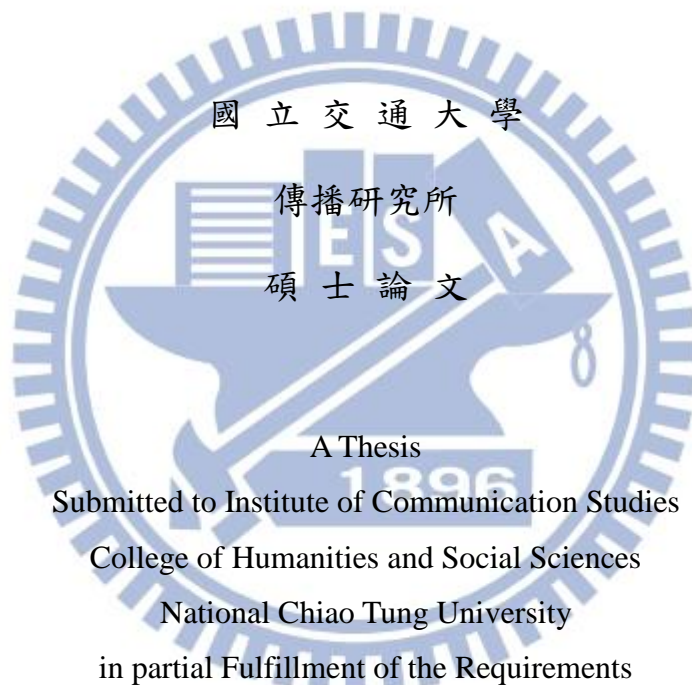 國 立 交 通 大 學
傳播研究所
碩 士 論 文
E S A
A Thesis
1896
Submitted to Institute of Communication Studies
College of Humanities and Social Sciences
National Chiao Tung University
in partial Fulfillment of the Requirements